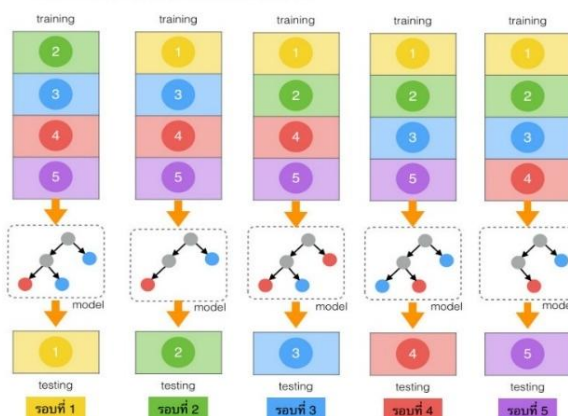 training training training training training
2 1 1 1 1
3 3 2 2 2
4 4 4 3 3
5 5 5 5 4
model model model model model
1 2 3 4 5
testing testing testing testing testing
รอบที่ 1 รอบที่ 2 รอบที่ 3 รอบที่ 4 รอบที่ 5